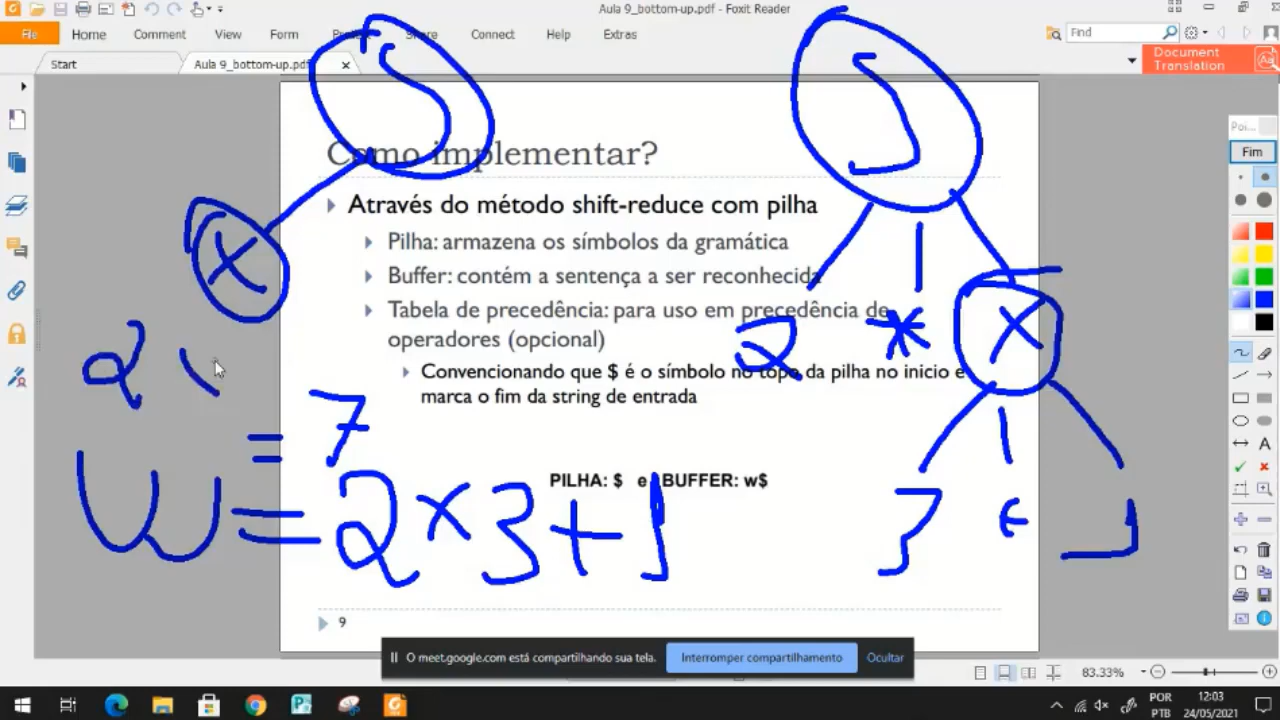 Aula 9_bottom-up.pdf - Foxit Reader
File
Home
Comment
View
Form
Protect
Share
Connect
Help
Extras
Find
Start
Aula 9_bottom-up.pdf
Document
Translation
Poi...
Fim
S
S
Como implementar?
Através do método shift-reduce com pilha
X
Pilha: armazena os símbolos da gramática
Buffer: contém a sentença a ser reconhecida
Tabela de precedência: para uso em precedência de
operadores (opcional)
2 * X
Convencionando que $ é o símbolo no topo da pilha no inicio e
marca o fim da string de entrada
2
= 7
PILHA: $ e BUFFER: w$
W = 2 x 3 + 1
3 + 1
9
O meet.google.com está compartilhando sua tela.
Interromper compartilhamento
Ocultar
83.33%
POR
PTB
12:03
24/05/2021